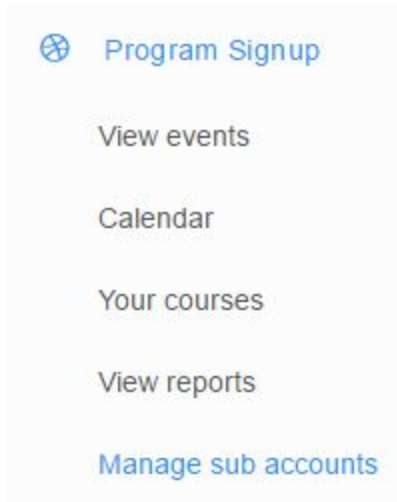 Program Signup
View events
Calendar
Your courses
View reports
Manage sub accounts